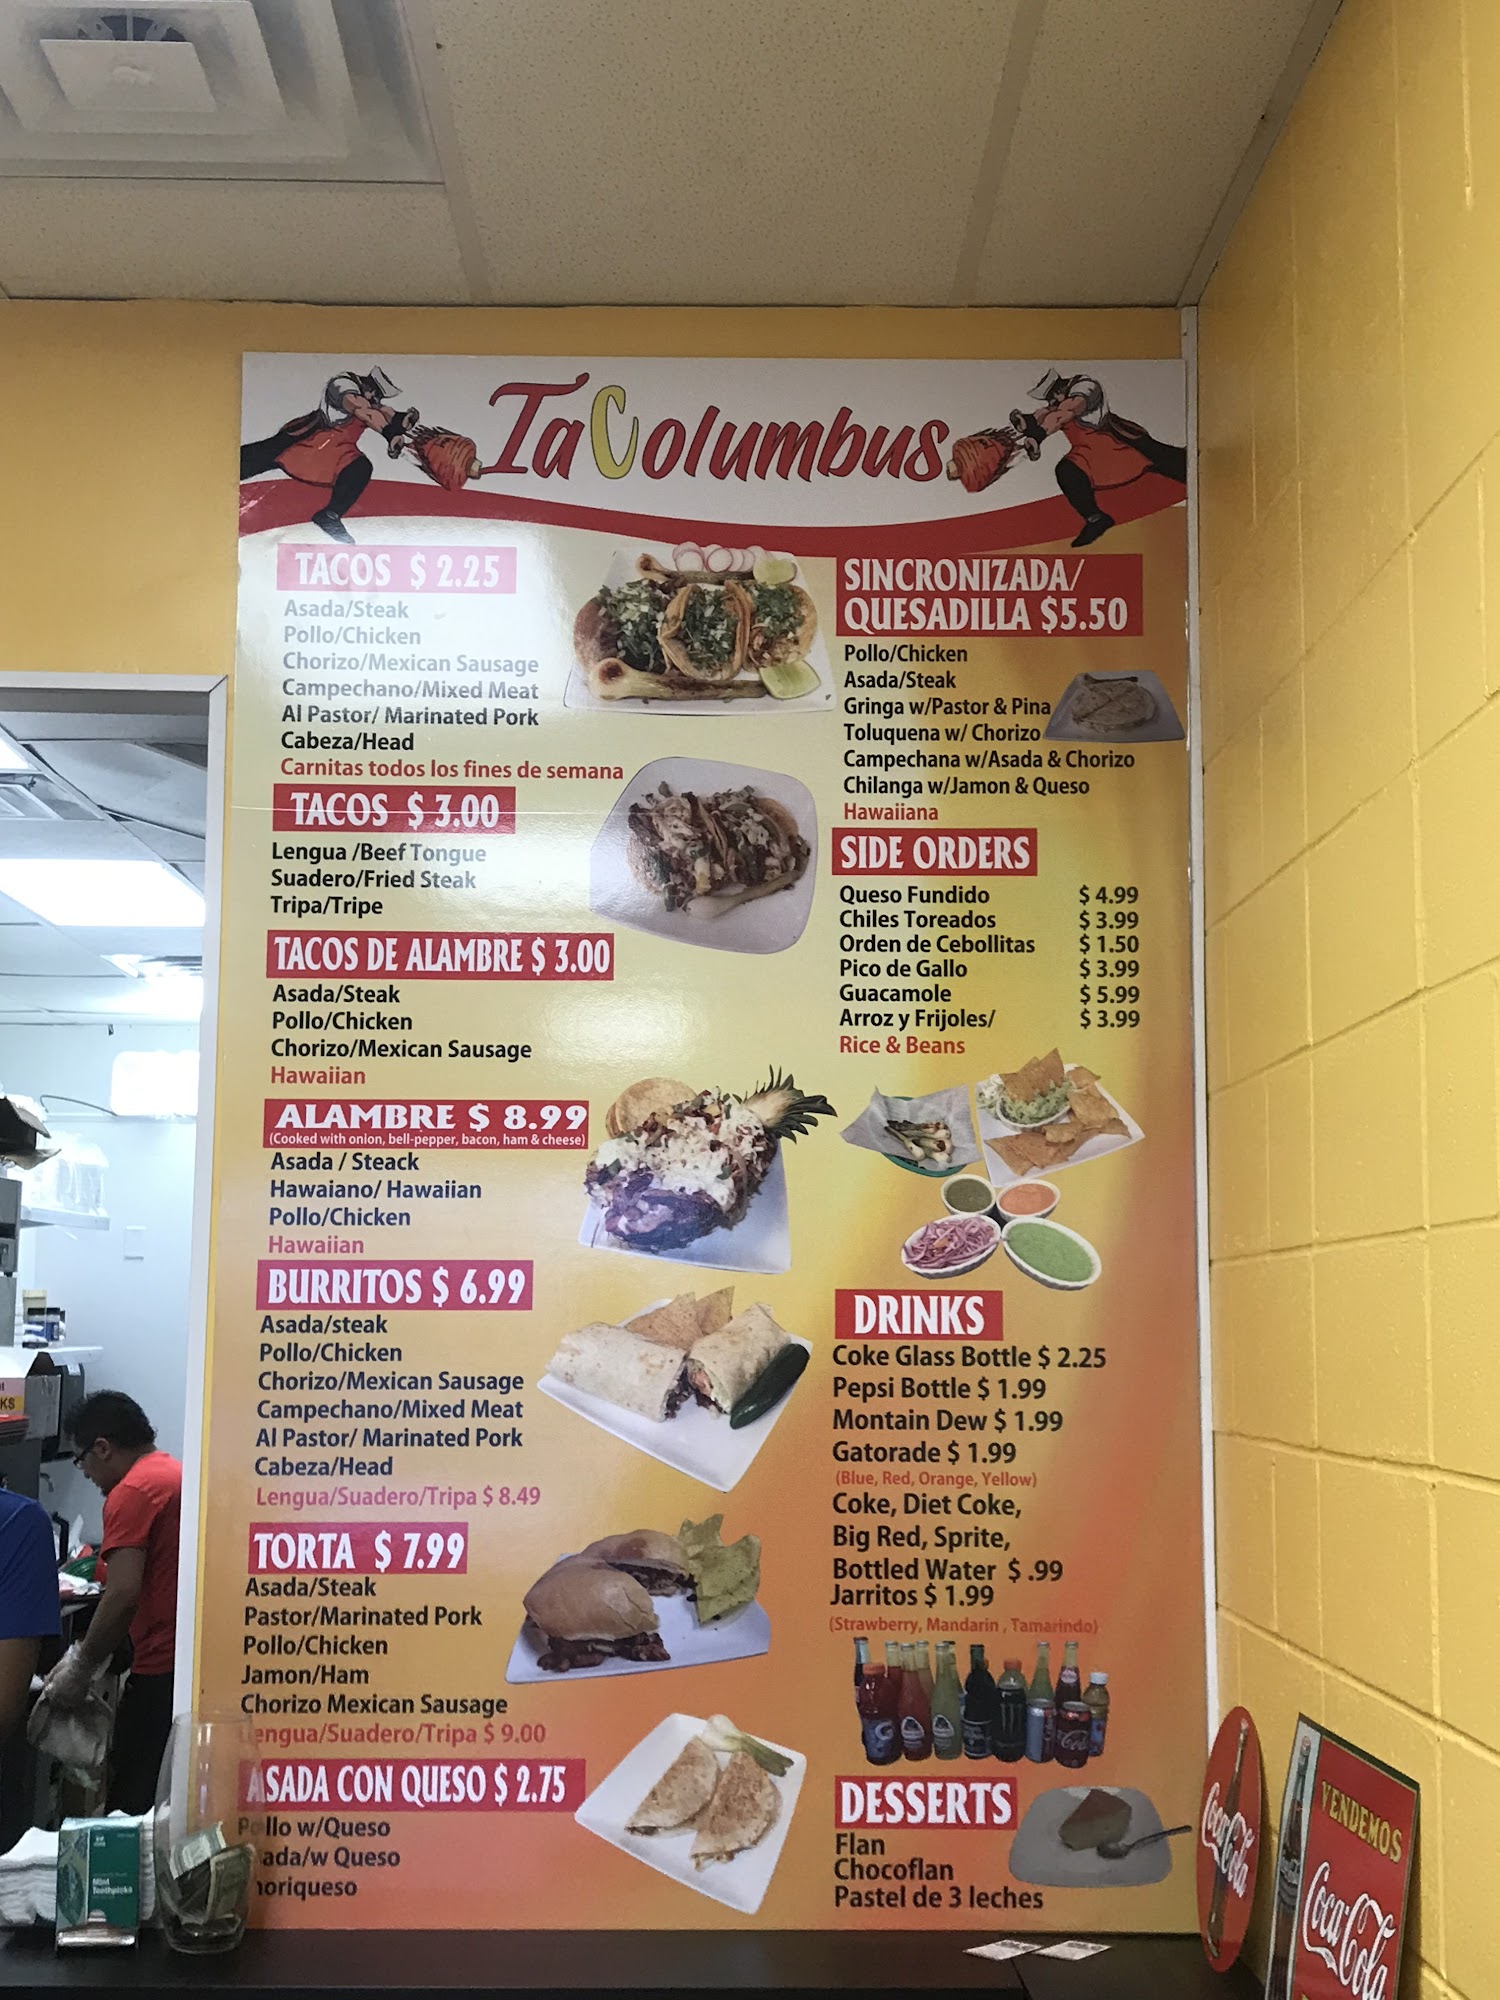 TaColumbus
TACOS $ 2.25
Asada/Steak
Pollo/Chicken
Chorizo/Mexican Sausage
Campechano/Mixed Meat
Al Pastor/ Marinated Pork
Cabeza/Head
Carnitas todos los fines de semana
TACOS $ 3.00
Lengua /Beef Tongue
Suadero/Fried Steak
Tripa/Tripe
TACOS DE ALAMBRE $ 3.00
Asada/Steak
Pollo/Chicken
Chorizo/Mexican Sausage
Hawaiian
ALAMBRE $ 8.99
(Cooked with onion, bell-pepper, bacon, ham & cheese)
Asada / Steack
Hawaiano/ Hawaiian
Pollo/Chicken
Hawaiian
BURRITOS $ 6.99
Asada/steak
Pollo/Chicken
Chorizo/Mexican Sausage
Campechano/Mixed Meat
Al Pastor/ Marinated Pork
Cabeza/Head
Lengua/Suadero/Tripa $ 8.49
TORTA $ 7.99
Asada/Steak
Pastor/Marinated Pork
Pollo/Chicken
Jamon/Ham
Chorizo Mexican Sausage
Lengua/Suadero/Tripa $ 9.00
ASADA CON QUESO $ 2.75
Pollo w/Queso
ada/w Queso
horiqueso
SINCRONIZADA/
QUESADILLA $5.50
Pollo/Chicken
Asada/Steak
Gringa w/Pastor & Pina
Toluquena w/ Chorizo
Campechana w/Asada & Chorizo
Chilanga w/Jamon & Queso
Hawaiiana
SIDE ORDERS
Queso Fundido $ 4.99
Chiles Toreados $ 3.99
Orden de Cebollitas $ 1.50
Pico de Gallo $ 3.99
Guacamole $ 5.99
Arroz y Frijoles/ $ 3.99
Rice & Beans
DRINKS
Coke Glass Bottle $ 2.25
Pepsi Bottle $ 1.99
Montain Dew $ 1.99
Gatorade $ 1.99
(Blue, Red, Orange, Yellow)
Coke, Diet Coke,
Big Red, Sprite,
Bottled Water $ .99
Jarritos $ 1.99
(Strawberry, Mandarin , Tamarindo)
DESSERTS
Flan
Chocoflan
Pastel de 3 leches
Mint
Toothpicks
KS
Coca-Cola
VENDEMOS
Coca-Cola